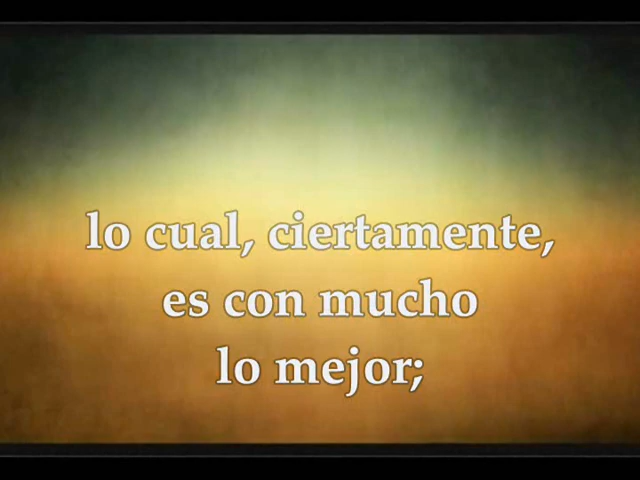 lo cual, ciertamente,
es con mucho
lo mejor;